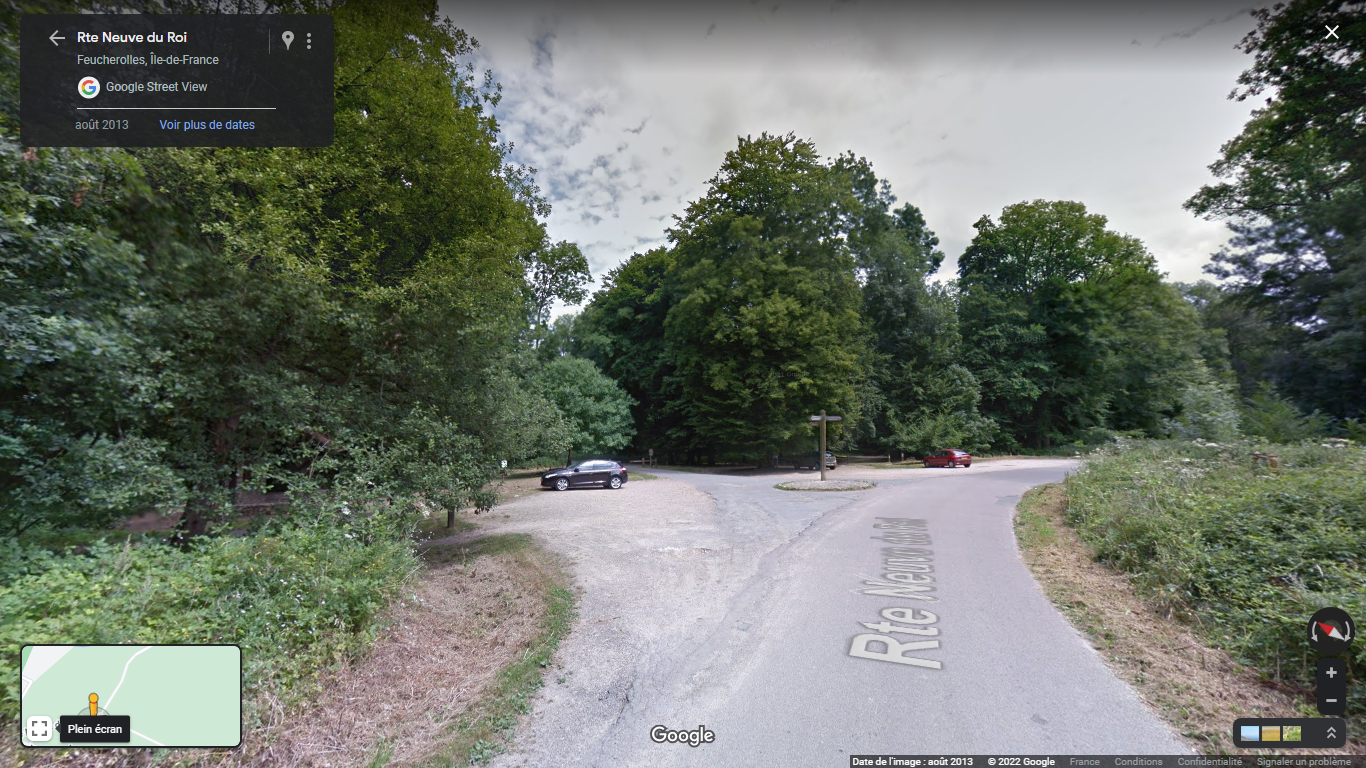 Rte Neuve du Roi
Feucherolles, Île-de-France
Google Street View
août 2013 Voir plus de dates
Rte Neuve du Roi
Plein écran
Google
Date de l'image : août 2013 © 2022 Google France Conditions Confidentialité Signaler un problème